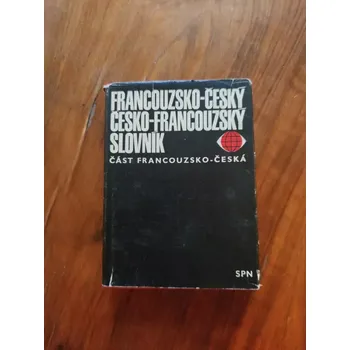 FRANCOUZSKO-ČESKÝ
ČESKO-FRANCOUZSKÝ
SLOVNÍK
ČÁST FRANCOUZSKO-ČESKÁ
SPN